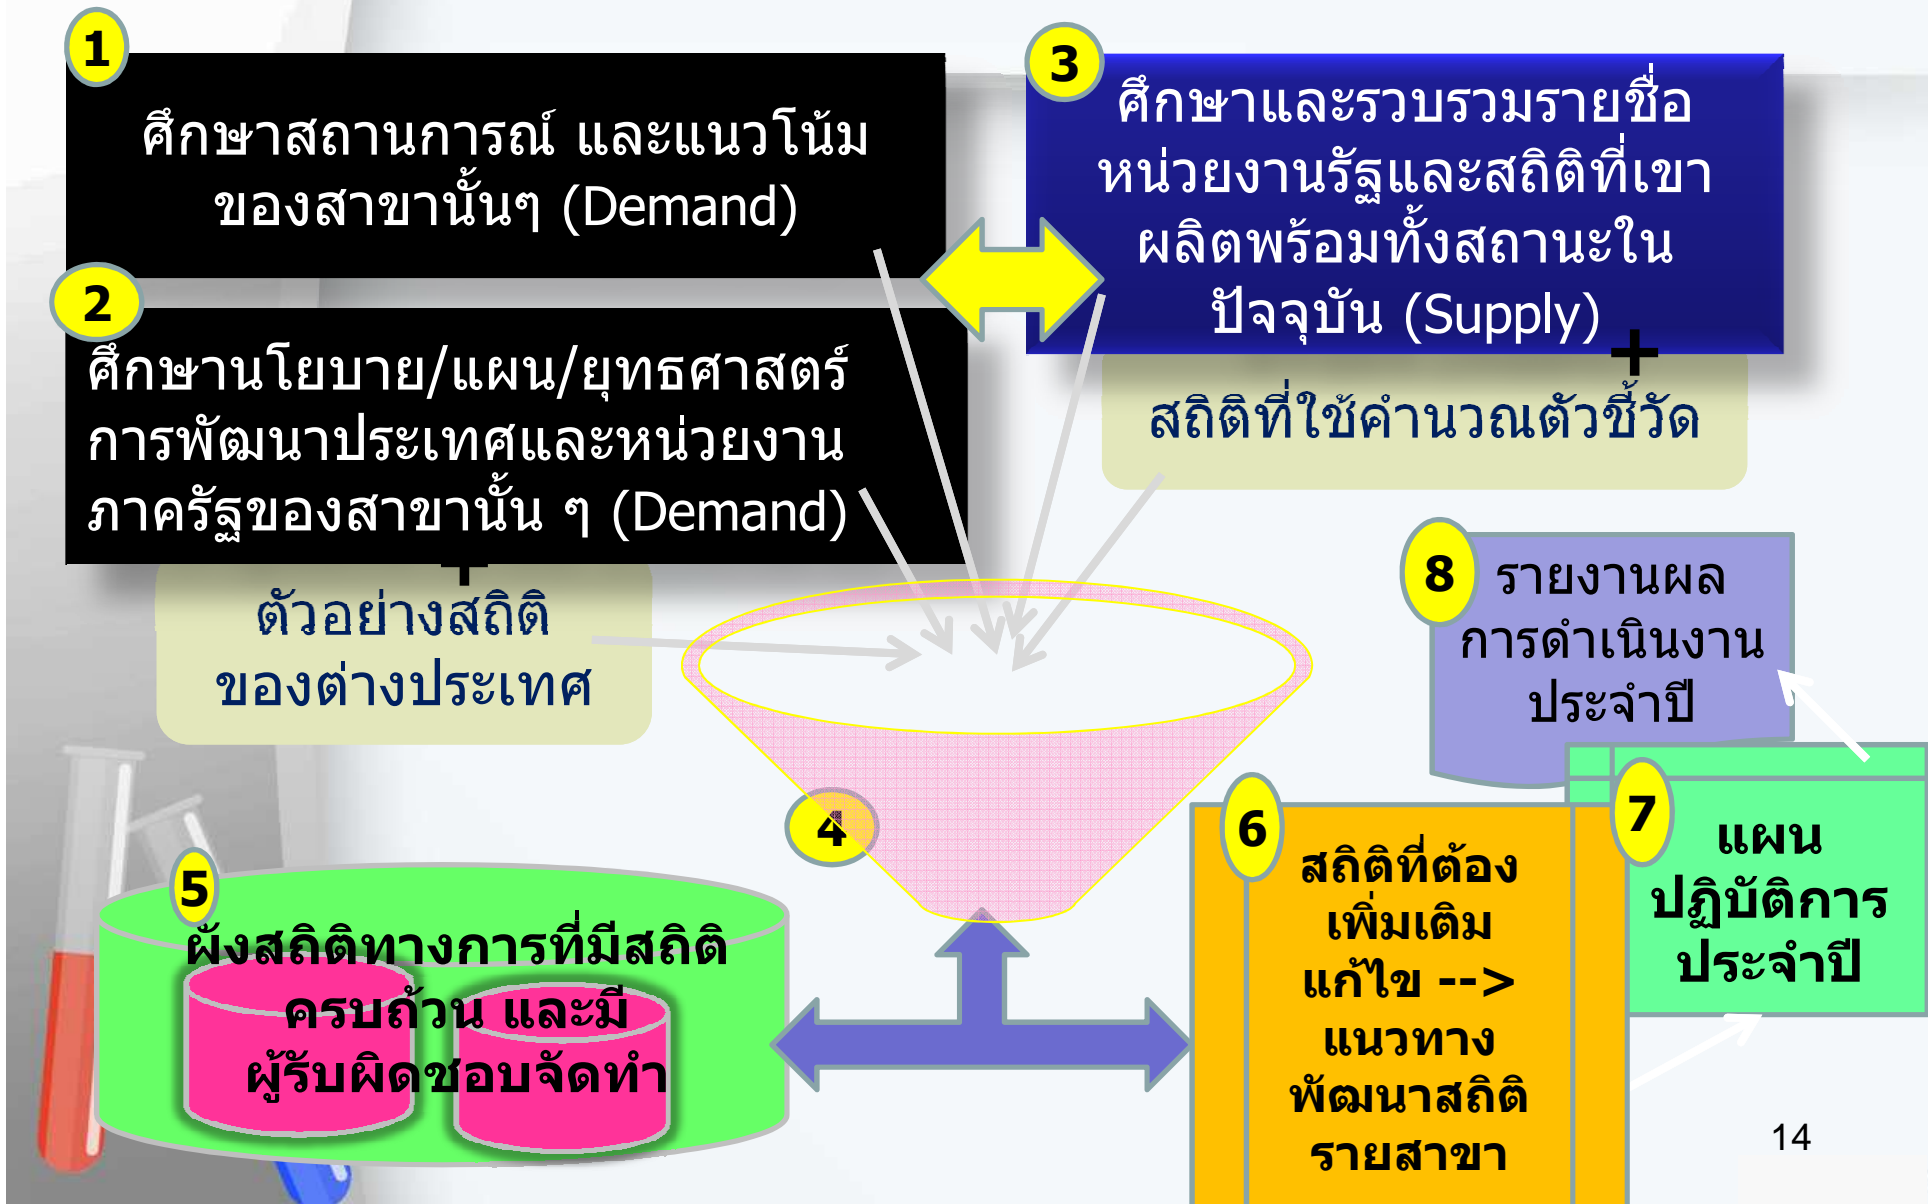 1
ศึกษาสถานการณ์ และแนวโน้ม
ของสาขานั้นๆ (Demand)
2
ศึกษานโยบาย/แผน/ยุทธศาสตร์
การพัฒนาประเทศและหน่วยงาน
ภาครัฐของสาขานั้น ๆ (Demand)
+
ตัวอย่างสถิติ
ของต่างประเทศ
3
ศึกษาและรวบรวมรายชื่อ
หน่วยงานรัฐและสถิติที่เขา
ผลิตพร้อมทั้งสถานะใน
ปัจจุบัน (Supply)
+
สถิติที่ใช้คำนวณตัวชี้วัด
4
5
ผังสถิติทางการที่มีสถิติ
ครบถ้วน และมี
ผู้รับผิดชอบจัดทำ
6
สถิติที่ต้อง
เพิ่มเติม
แก้ไข -->
แนวทาง
พัฒนาสถิติ
รายสาขา
7
แผน
ปฏิบัติการ
ประจำปี
8
รายงานผล
การดำเนินงาน
ประจำปี
14